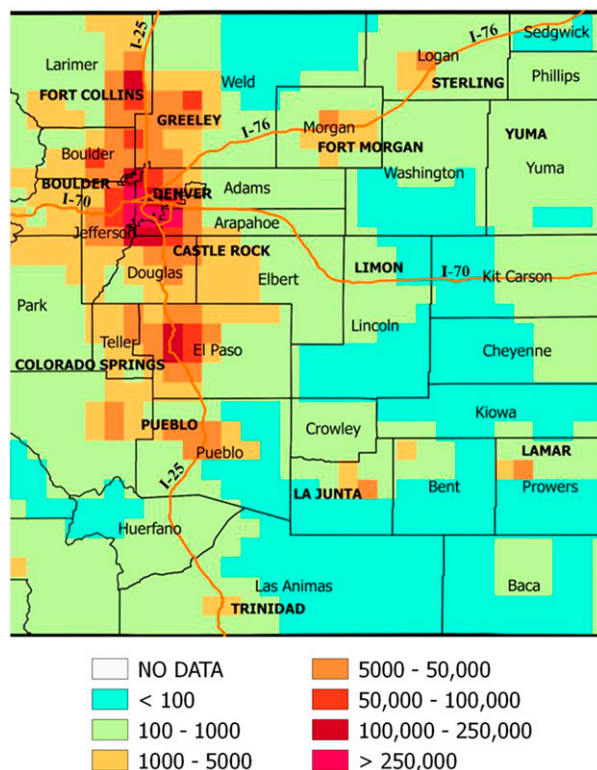 I-25
I-76
Sedgwick
Larimer
Logan
Weld
STERLING
Phillips
FORT COLLINS
GREELEY
I-76
Morgan
YUMA
FORT MORGAN
Boulder
Washington
Yuma
BOULDER
DENVER
Adams
I-70
Arapahoe
Jefferson
CASTLE ROCK
LIMON
I-70
Douglas
Elbert
Kit Carson
Park
Lincoln
Teller
El Paso
Cheyenne
COLORADO SPRINGS
Kiowa
PUEBLO
Crowley
Pueblo
LAMAR
I-25
LA JUNTA
Bent
Prowers
Huerfano
Las Animas
Baca
TRINIDAD
NO DATA
< 100
100 - 1000
1000 - 5000
5000 - 50,000
50,000 - 100,000
100,000 - 250,000
> 250,000